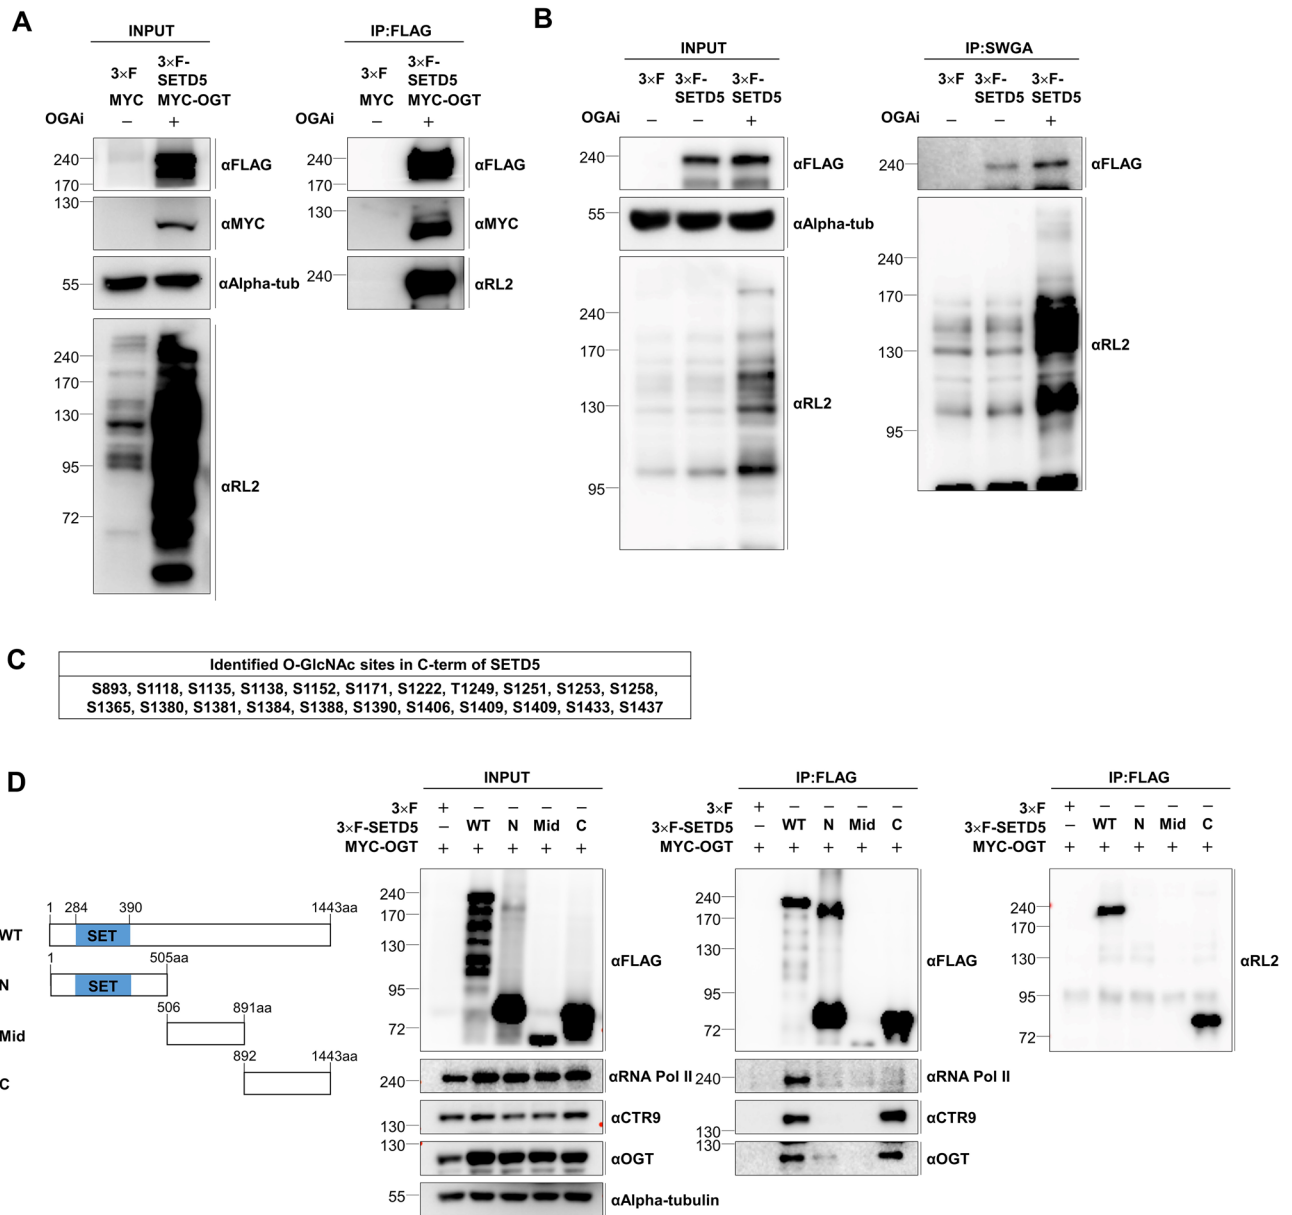 A
INPUT
IP:FLAG
3×F
MYC
3×F-
SETD5
MYC-OGT
3×F
MYC
3×F-
SETD5
MYC-OGT
OGAi
−
+
OGAi
−
+
240
170
αFLAG
240
170
αFLAG
130
αMYC
130
αMYC
55
αAlpha-tub
240
αRL2
240
170
130
95
72
αRL2
B
INPUT
IP:SWGA
3×F
3×F-
SETD5
3×F-
SETD5
3×F
3×F-
SETD5
3×F-
SETD5
OGAi
−
−
+
OGAi
−
−
+
240
αFLAG
240
αFLAG
55
αAlpha-tub
240
170
130
95
αRL2
240
170
130
95
αRL2
C
Identified O-GlcNAc sites in C-term of SETD5
S893, S1118, S1135, S1138, S1152, S1171, S1222, T1249, S1251, S1253, S1258,
S1365, S1380, S1381, S1384, S1388, S1390, S1406, S1409, S1409, S1433, S1437
D
1 284 390 1443aa
WT SET
1 505aa
N SET
506 891aa
Mid
892 1443aa
C
INPUT
3×F + − − − −
3×F-SETD5 − WT N Mid C
MYC-OGT + + + + +
240
170
130
95
72
αFLAG
240
αRNA Pol II
130
αCTR9
130
αOGT
55
αAlpha-tubulin
IP:FLAG
3×F + − − − −
3×F-SETD5 − WT N Mid C
MYC-OGT + + + + +
240
170
130
95
72
αFLAG
240
αRNA Pol II
130
αCTR9
130
αOGT
IP:FLAG
3×F + − − − −
3×F-SETD5 − WT N Mid C
MYC-OGT + + + + +
240
170
130
95
72
αRL2